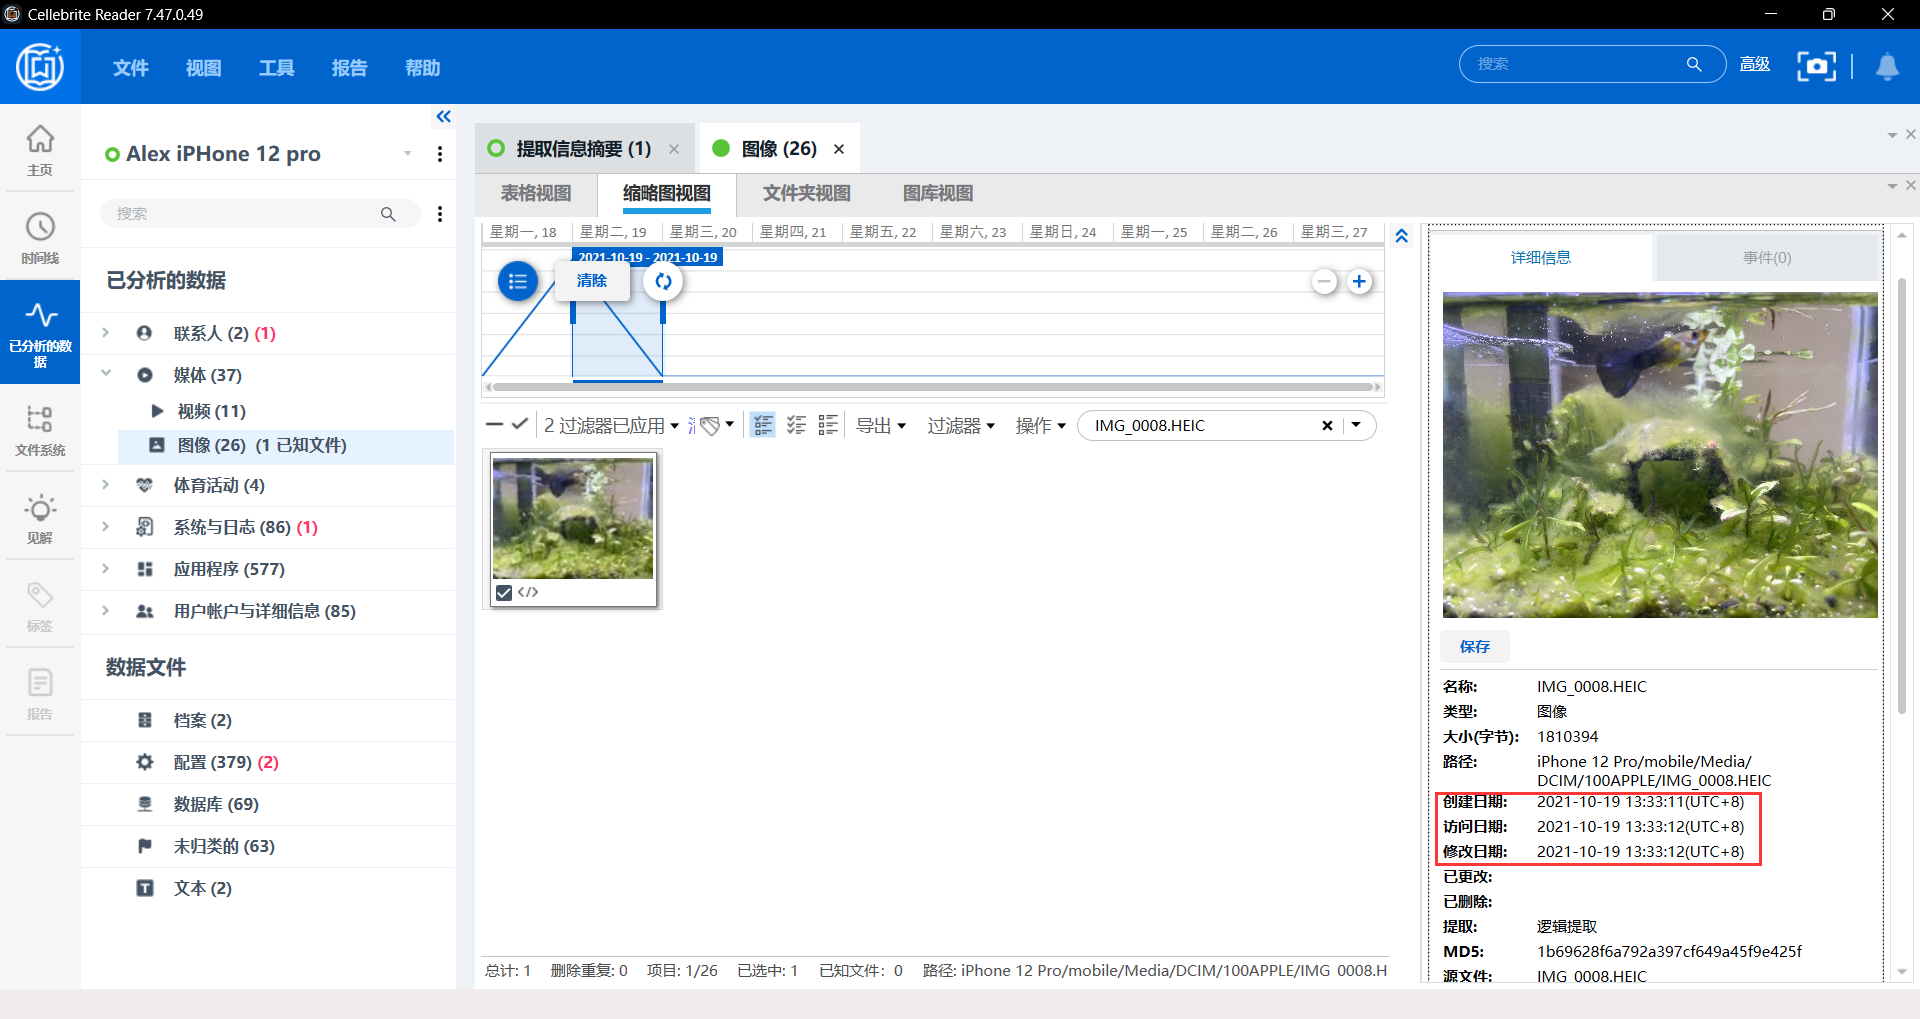 Cellebrite Reader 7.47.0.49
文件 视图 工具 报告 帮助
搜索 高级
主页
时间线
已分析的数据
文件系统
见解
标签
报告
Alex iPHone 12 pro
搜索
已分析的数据
联系人 (2) (1)
媒体 (37)
视频 (11)
图像 (26) (1 已知文件)
体育活动 (4)
系统与日志 (86) (1)
应用程序 (577)
用户帐户与详细信息 (85)
数据文件
档案 (2)
配置 (379) (2)
数据库 (69)
未归类的 (63)
文本 (2)
提取信息摘要 (1) 图像 (26)
表格视图 缩略图视图 文件夹视图 图库视图
星期一, 18 星期二, 19 星期三, 20 星期四, 21 星期五, 22 星期六, 23 星期日, 24 星期一, 25 星期二, 26 星期三, 27
2021-10-19 - 2021-10-19
清除
2 过滤器已应用 导出 过滤器 操作 IMG_0008.HEIC
总计: 1 删除重复: 0 项目: 1/26 已选中: 1 已知文件: 0 路径: iPhone 12 Pro/mobile/Media/DCIM/100APPLE/IMG_0008.H
详细信息 事件(0)
保存
名称: IMG_0008.HEIC
类型: 图像
大小(字节): 1810394
路径: iPhone 12 Pro/mobile/Media/
DCIM/100APPLE/IMG_0008.HEIC
创建日期: 2021-10-19 13:33:11(UTC+8)
访问日期: 2021-10-19 13:33:12(UTC+8)
修改日期: 2021-10-19 13:33:12(UTC+8)
已更改:
已删除:
提取: 逻辑提取
MD5: 1b69628f6a792a397cf649a45f9e425f
源文件: IMG_0008.HEIC